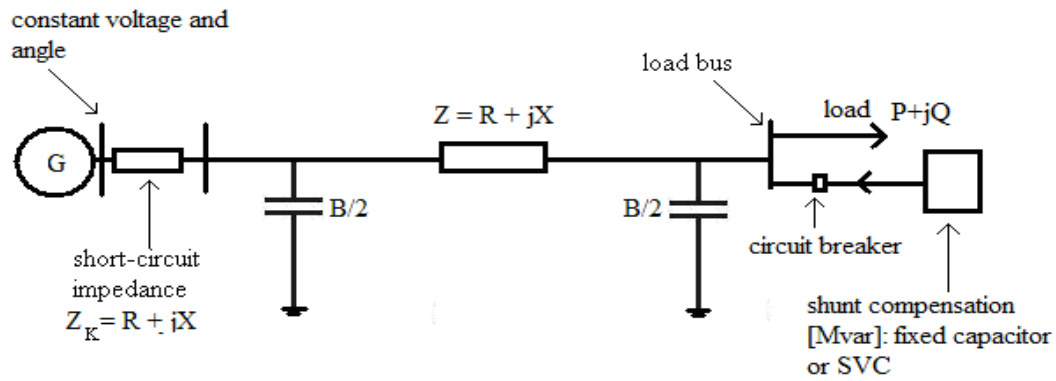 constant voltage and
angle
G
short-circuit
impedance
Z_K = R + jX
B/2
Z = R + jX
B/2
load bus
load P+jQ
circuit breaker
shunt compensation
[Mvar]: fixed capacitor
or SVC